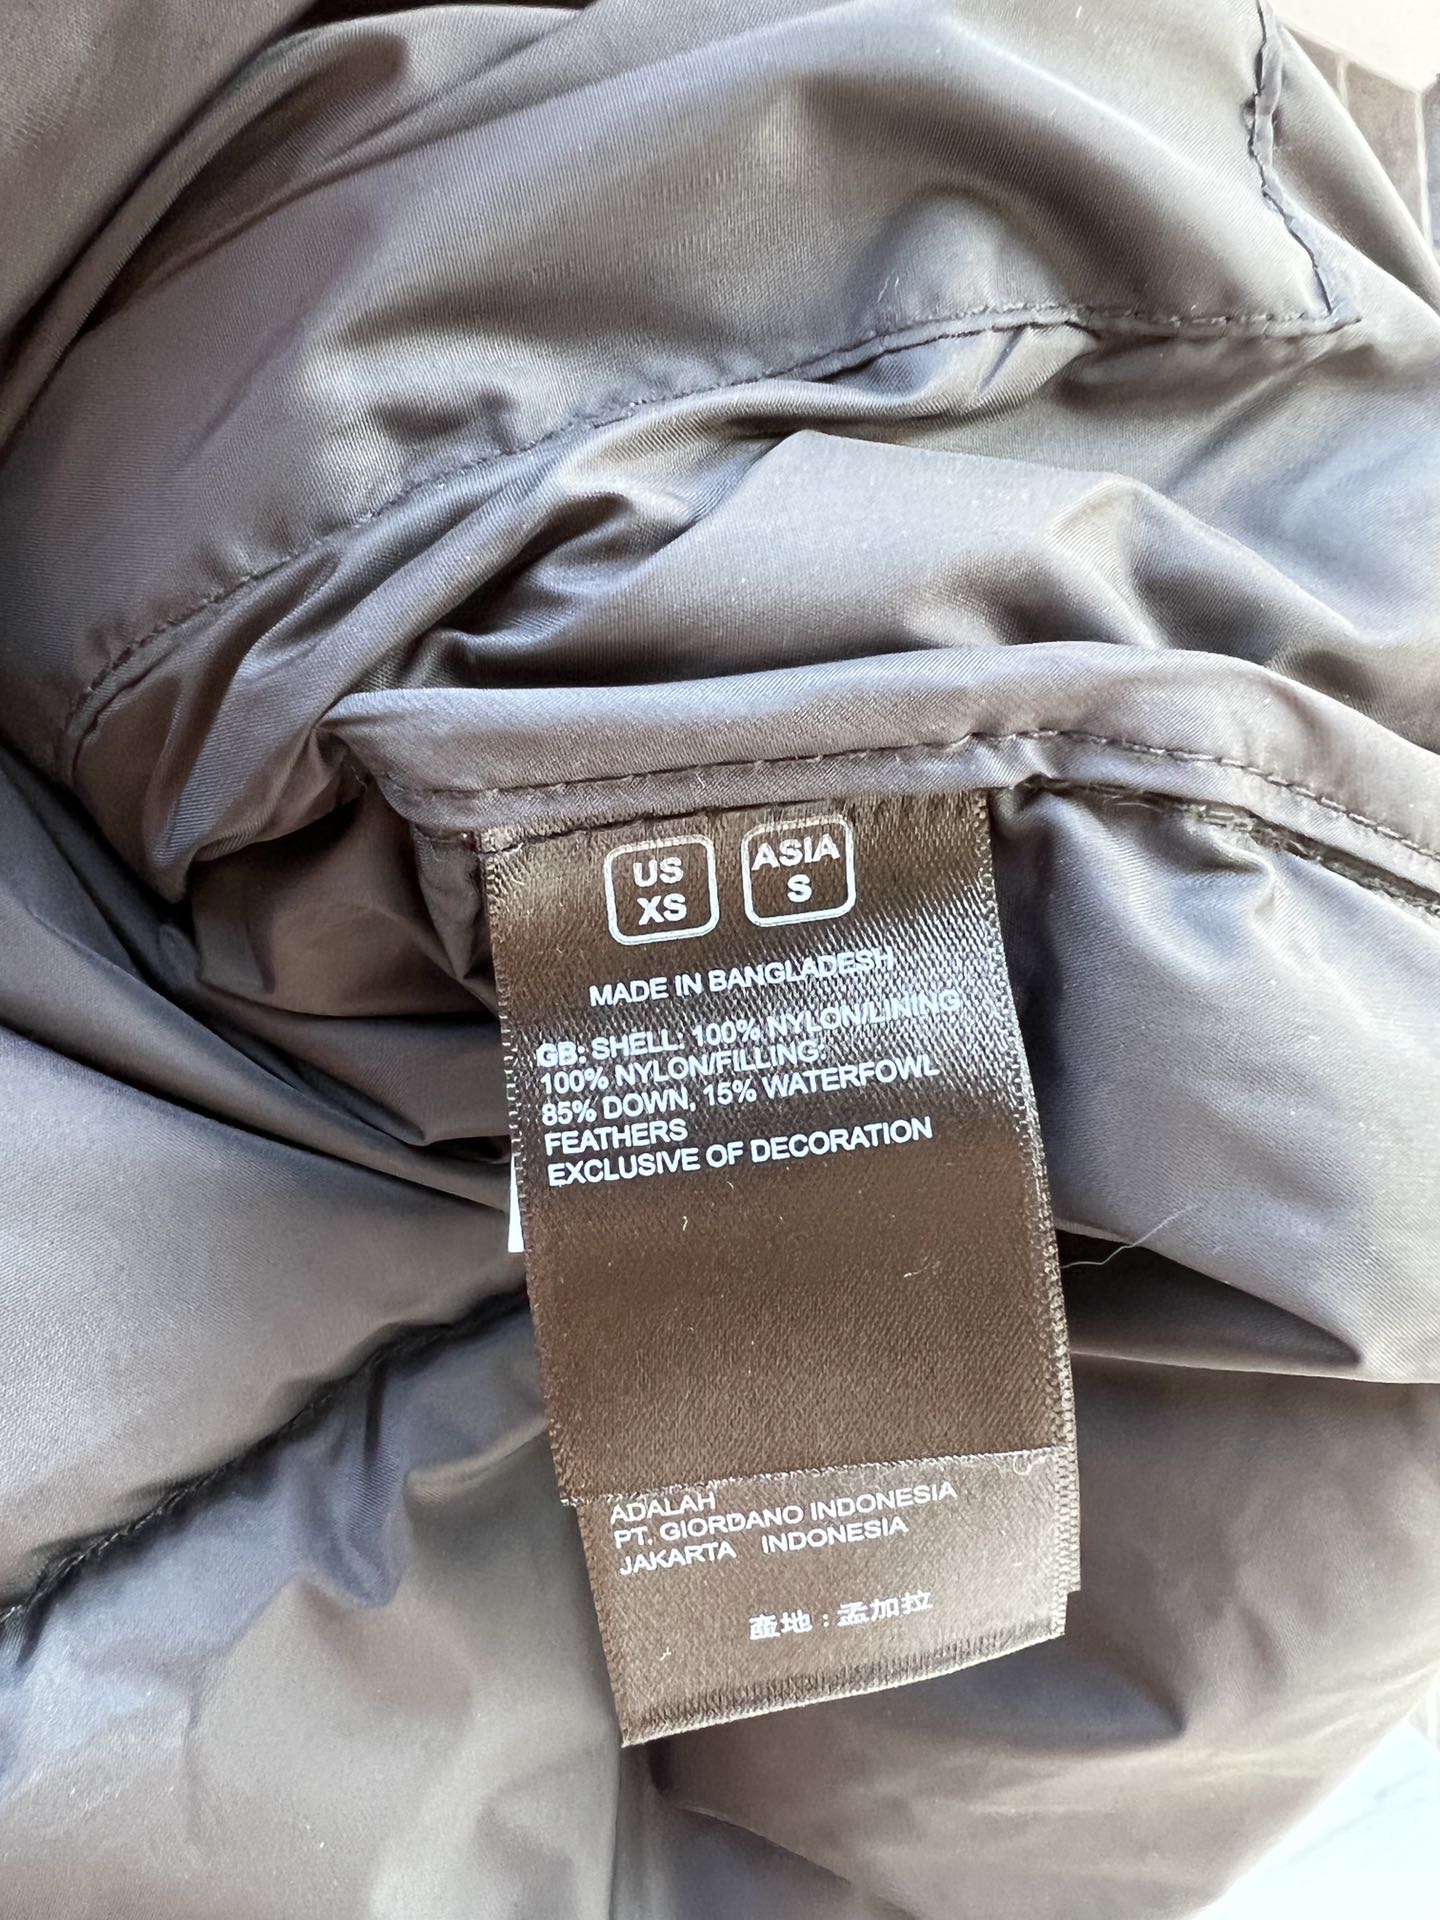 US
XS
ASIA
S
MADE IN BANGLADESH
GB: SHELL: 100% NYLON/LINING:
100% NYLON/FILLING:
85% DOWN, 15% WATERFOWL
FEATHERS
EXCLUSIVE OF DECORATION
ADALAH
PT. GIORDANO INDONESIA
JAKARTA INDONESIA
產地：孟加拉